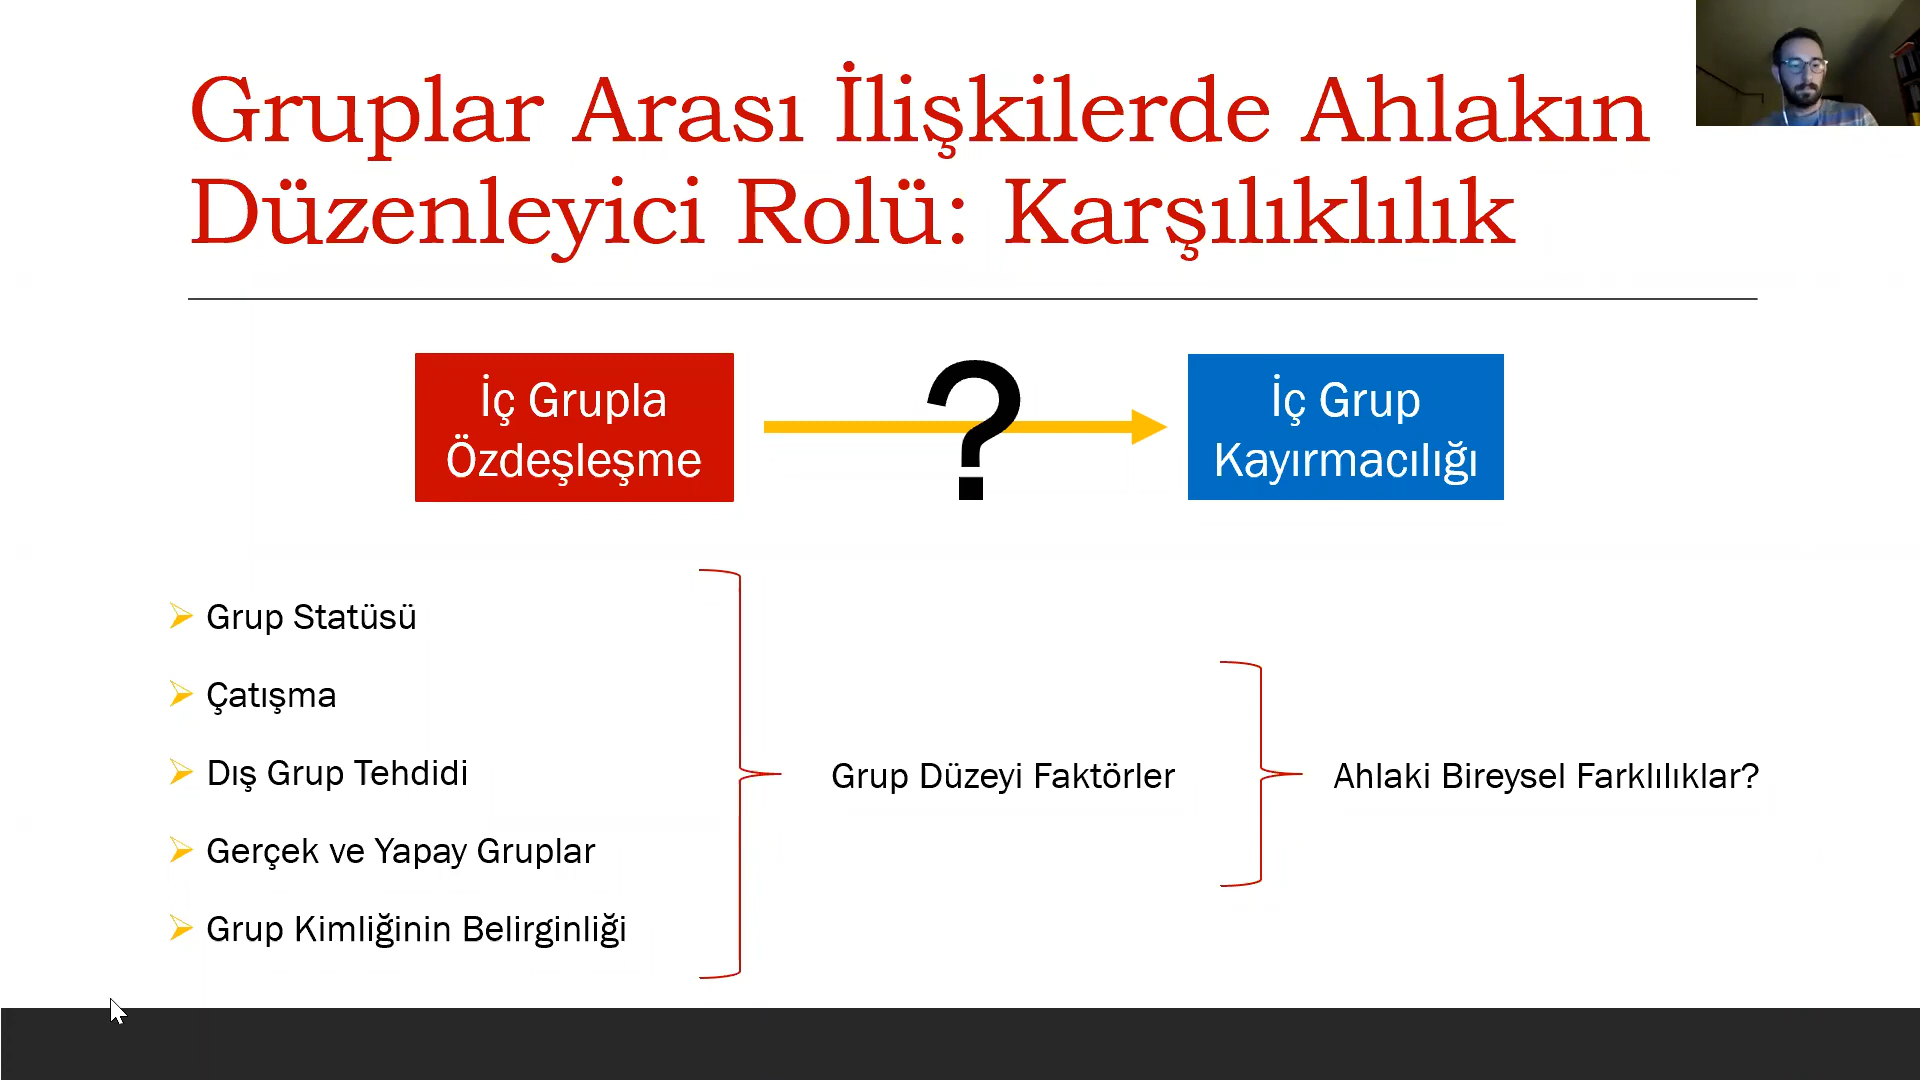 Gruplar Arası İlişkilerde Ahlakın
Düzenleyici Rolü: Karşılıklılık
İç Grupla
Özdeşleşme
?
İç Grup
Kayırmacılığı
Grup Statüsü
Çatışma
Dış Grup Tehdidi
Gerçek ve Yapay Gruplar
Grup Kimliğinin Belirginliği
Grup Düzeyi Faktörler
Ahlaki Bireysel Farklılıklar?